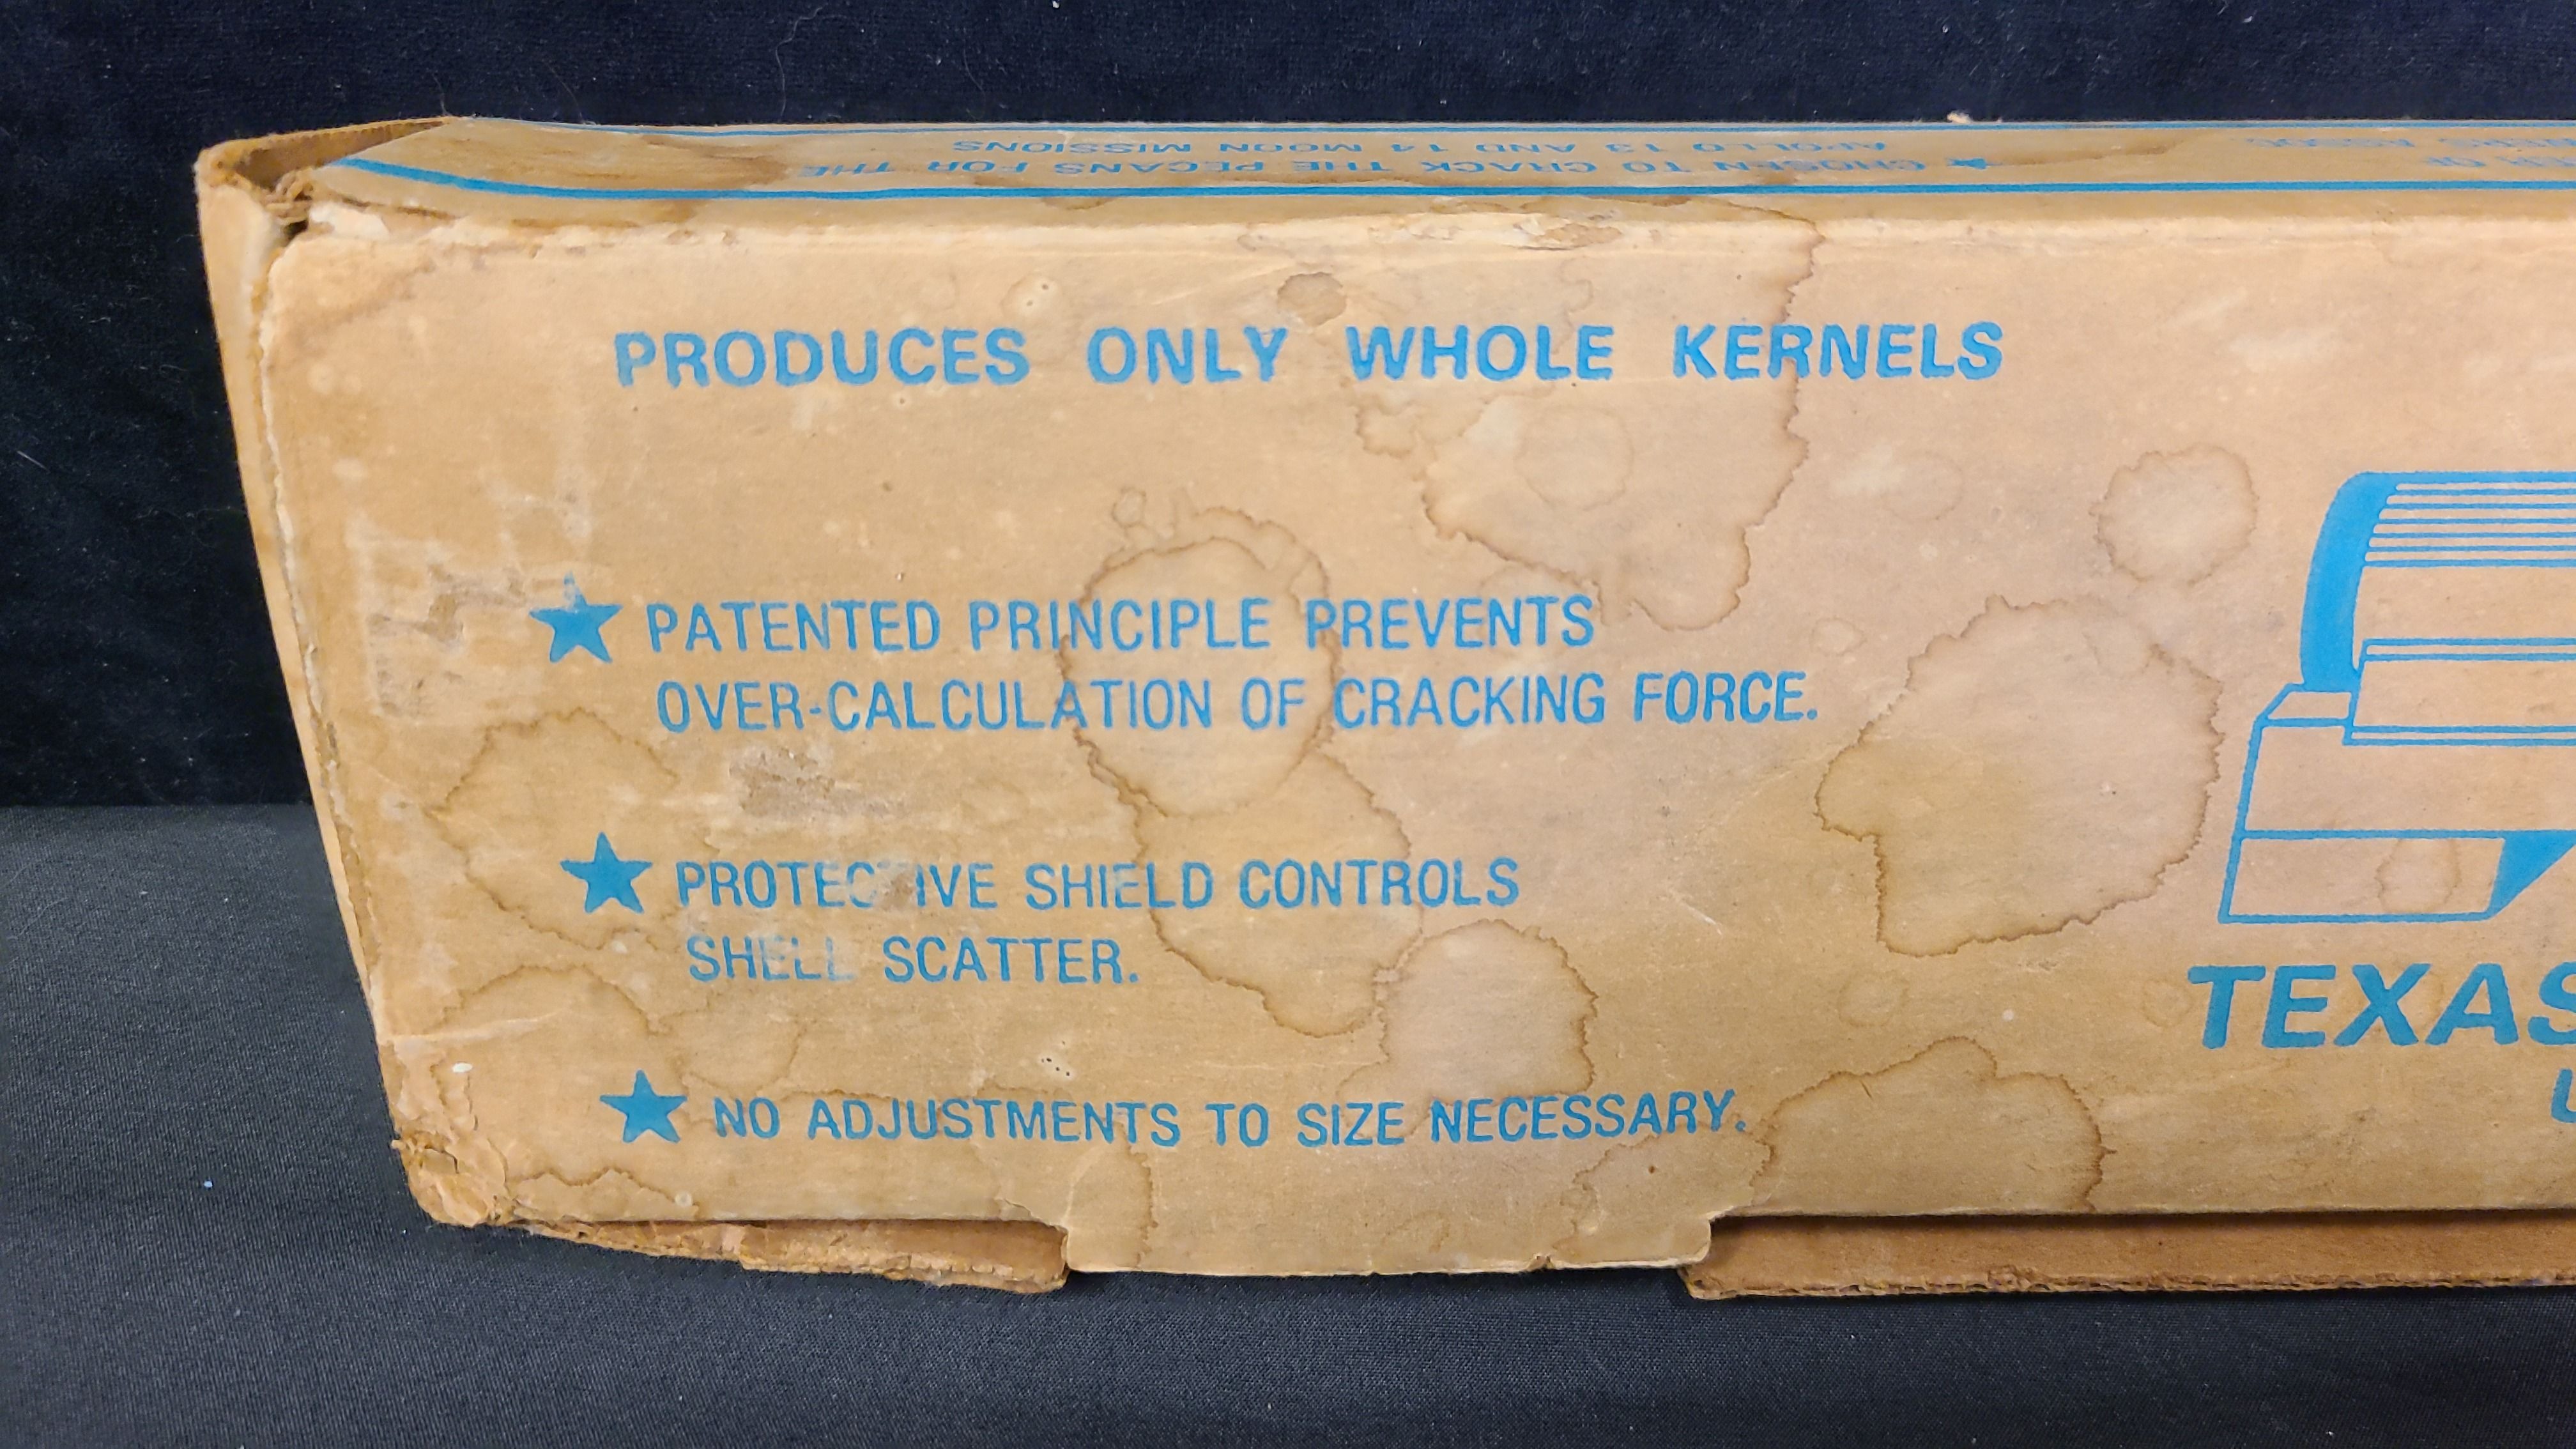 ★ CHOSEN TO CRACK THE PECANS FOR THE
APOLLO 13 AND 14 MOON MISSIONS
PRODUCES ONLY WHOLE KERNELS
★ PATENTED PRINCIPLE PREVENTS
OVER-CALCULATION OF CRACKING FORCE.
★ PROTECTIVE SHIELD CONTROLS
SHELL SCATTER.
★ NO ADJUSTMENTS TO SIZE NECESSARY.
TEXAS